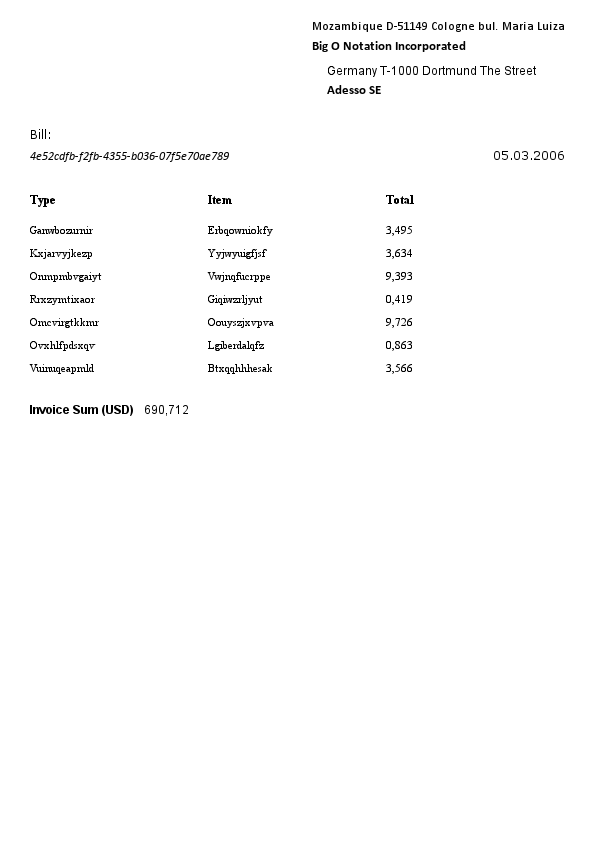 Mozambique D-51149 Cologne bul. Maria Luiza
Big O Notation Incorporated
Germany T-1000 Dortmund The Street
Adesso SE
Bill:
4e52cdfb-f2fb-4355-b036-07f5e70ae789 05.03.2006
Type Item Total
Ganwbozurnir Erbqowniokfy 3,495
Kxjarvyjkezp Yyjwyuigfjsf 3,634
Onmpmbvgaiyt Vwjnqfucrppe 9,393
Rrxzymtixaor Giqiwzrljyut 0,419
Omcvirgtkkmr Oouyszjxvpva 9,726
Ovxhlfpdsxqv Lgiberdalqfz 0,863
Vuinuqeapmld Btxqqhhhesak 3,566
Invoice Sum (USD) 690,712